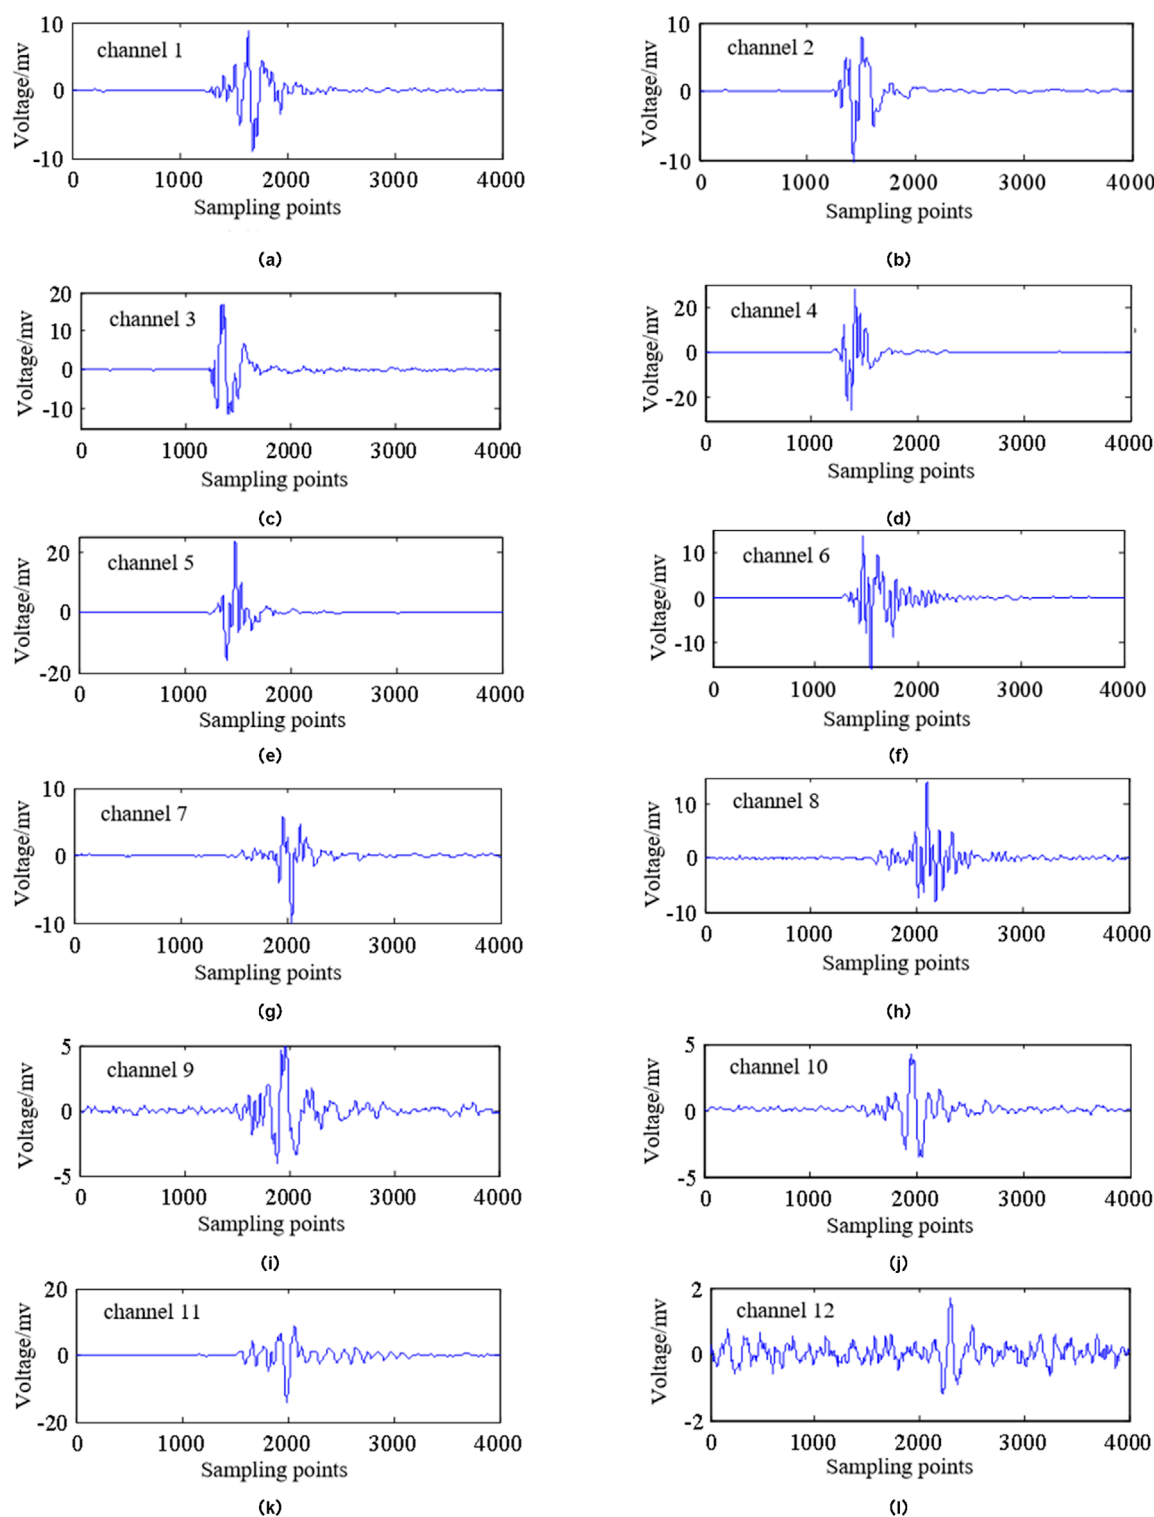 10
channel 1
Voltage/mv
0
-10
0 1000 2000 3000 4000
Sampling points
(a)
10
channel 2
Voltage/mv
0
-10
0 1000 2000 3000 4000
Sampling points
(b)
20
channel 3
10
Voltage/mv
0
-10
0 1000 2000 3000 4000
Sampling points
(c)
channel 4
20
Voltage/mv
0
-20
0 1000 2000 3000 4000
Sampling points
(d)
20
channel 5
Voltage/mv
0
-20
0 1000 2000 3000 4000
Sampling points
(e)
10
channel 6
Voltage/mv
0
-10
0 1000 2000 3000 4000
Sampling points
(f)
10
channel 7
Voltage/mv
0
-10
0 1000 2000 3000 4000
Sampling points
(g)
channel 8
10
Voltage/mv
0
-10
0 1000 2000 3000 4000
Sampling points
(h)
5
channel 9
Voltage/mv
0
-5
0 1000 2000 3000 4000
Sampling points
(i)
5
channel 10
Voltage/mv
0
-5
0 1000 2000 3000 4000
Sampling points
(j)
20
channel 11
Voltage/mv
0
-20
0 1000 2000 3000 4000
Sampling points
(k)
2
channel 12
Voltage/mv
0
-2
0 1000 2000 3000 4000
Sampling points
(l)